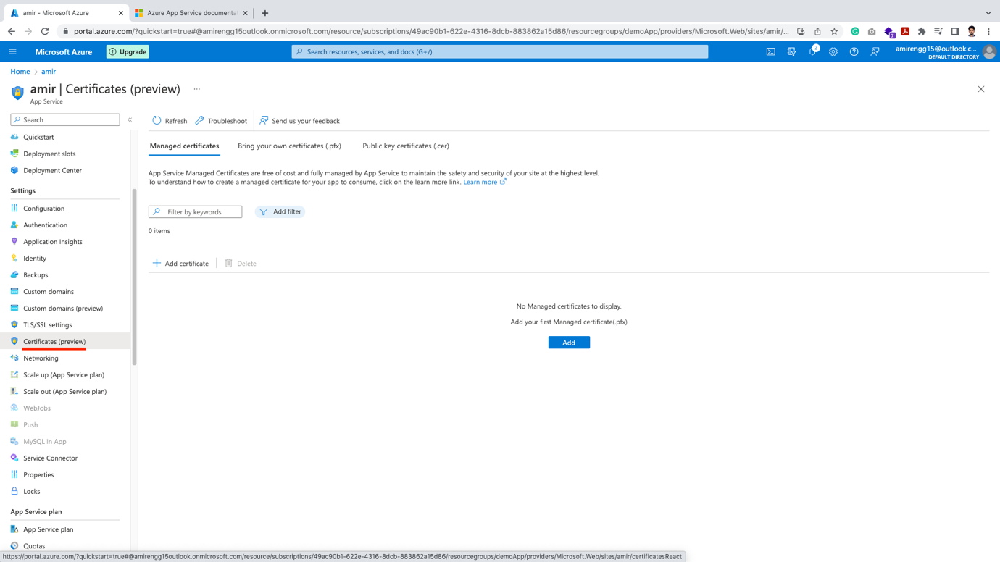 amir - Microsoft Azure
Azure App Service documentat
portal.azure.com/?quickstart=true#@amirengg15outlook.onmicrosoft.com/resource/subscriptions/49ac90b1-622e-4316-8dcb-883862a15d86/resourcegroups/demoApp/providers/Microsoft.Web/sites/amir/...
7
Microsoft Azure
Upgrade
Search resources, services, and docs (G+/)
2
amirengg15@outlook.c...
DEFAULT DIRECTORY
Home > amir
amir | Certificates (preview) ...
App Service
Search
«
Refresh
Troubleshoot
Send us your feedback
Quickstart
Deployment slots
Deployment Center
Settings
Configuration
Authentication
Application Insights
Identity
Backups
Custom domains
Custom domains (preview)
TLS/SSL settings
Certificates (preview)
Networking
Scale up (App Service plan)
Scale out (App Service plan)
WebJobs
Push
MySQL In App
Service Connector
Properties
Locks
App Service plan
App Service plan
Quotas
Managed certificates
Bring your own certificates (.pfx)
Public key certificates (.cer)
App Service Managed Certificates are free of cost and fully managed by App Service to maintain the safety and security of your site at the highest level.
To understand how to create a managed certificate for your app to consume, click on the learn more link. Learn more
Filter by keywords
Add filter
0 items
Add certificate
Delete
No Managed certificates to display.
Add your first Managed certificate(.pfx)
Add
https://portal.azure.com/?quickstart=true#@amirengg15outlook.onmicrosoft.com/resource/subscriptions/49ac90b1-622e-4316-8dcb-883862a15d86/resourcegroups/demoApp/providers/Microsoft.Web/sites/amir/certificatesReact